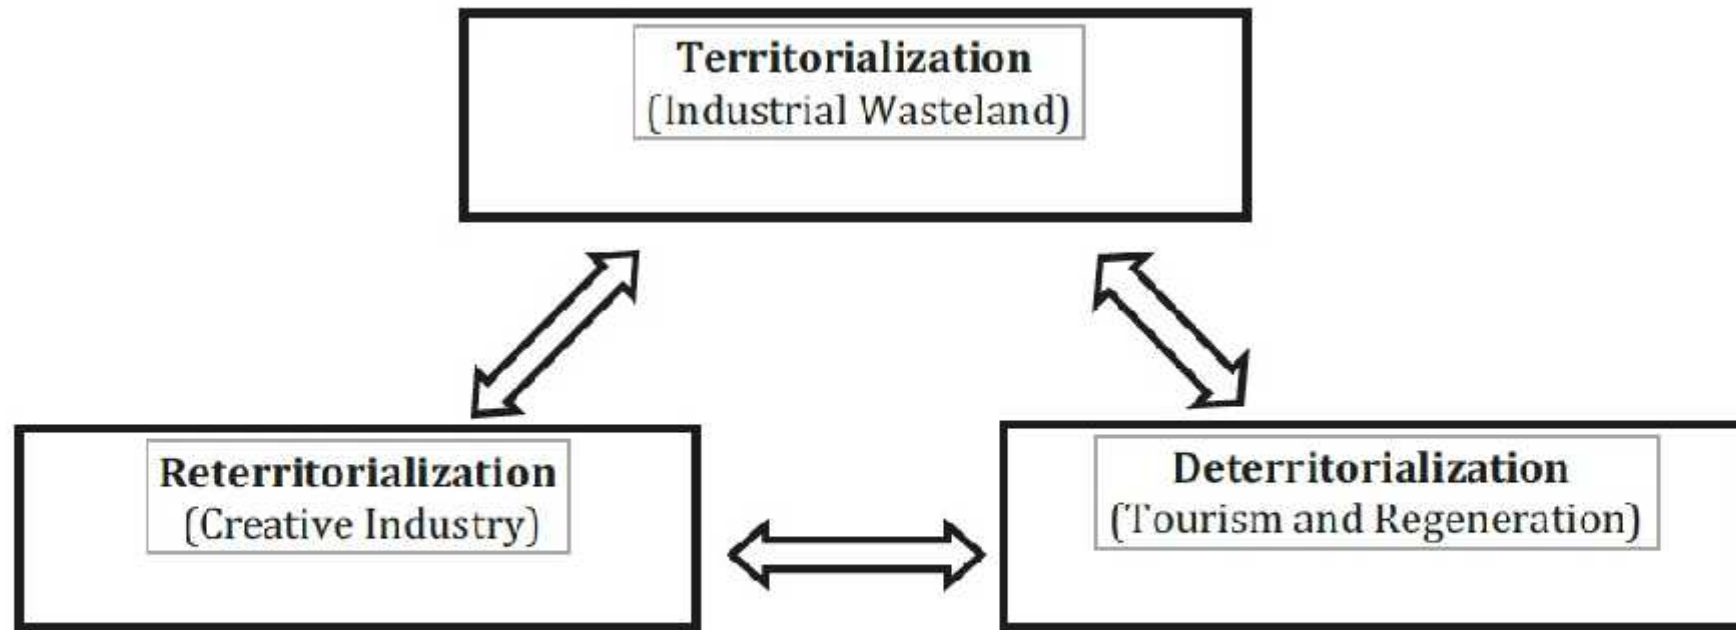 Territorialization
(Industrial Wasteland)
Reterritorialization
(Creative Industry)
Deterritorialization
(Tourism and Regeneration)